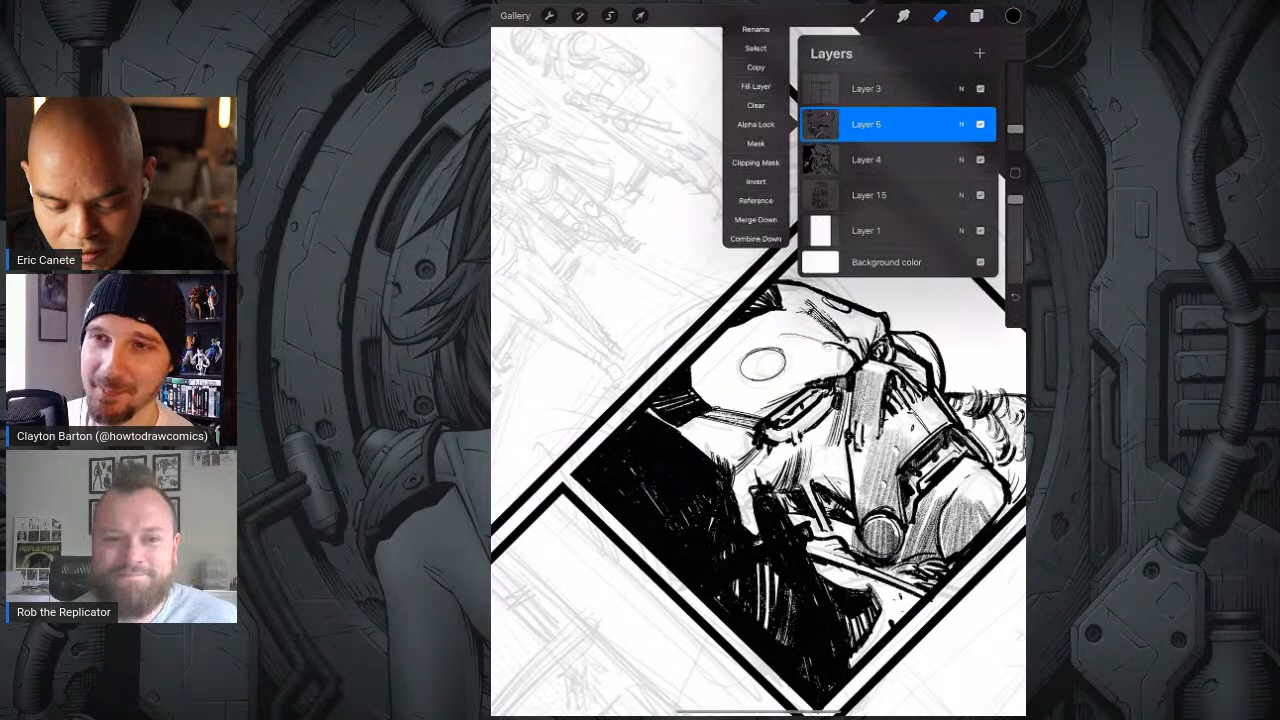 Gallery
Rename
Select
Copy
Fill Layer
Clear
Alpha Lock
Mask
Clipping Mask
Invert
Reference
Merge Down
Combine Down
Layers
Layer 3 N
Layer 5 N
Layer 4 N
Layer 15 N
Layer 1 N
Background color
Eric Canete
Clayton Barton (@howtodrawcomics)
Rob the Replicator